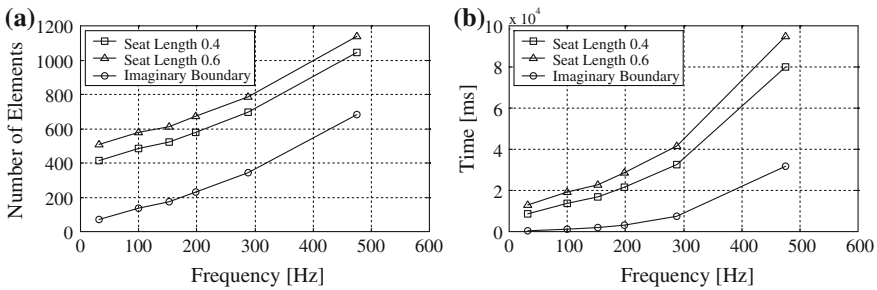 (a)
1200
1000
800
600
400
200
0
Number of Elements
Seat Length 0.4
Seat Length 0.6
Imaginary Boundary
0 100 200 300 400 500 600
Frequency [Hz]
(b)
x 10⁴
10
8
6
4
2
0
Time [ms]
Seat Length 0.4
Seat Length 0.6
Imaginary Boundary
0 100 200 300 400 500 600
Frequency [Hz]